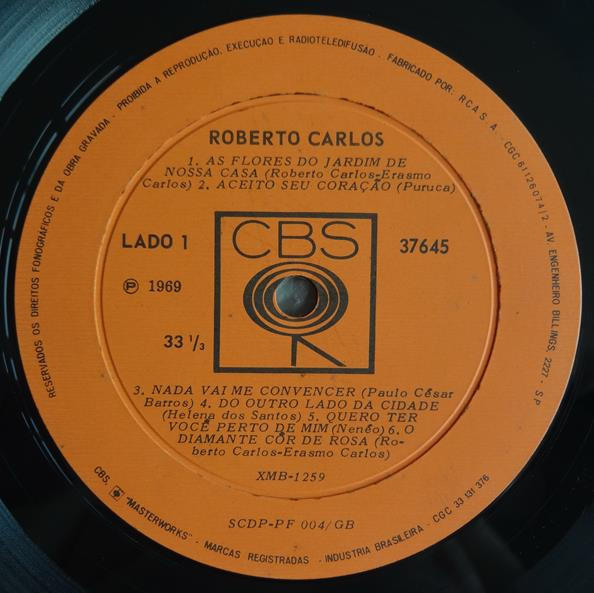 RESERVADOS OS DIREITOS FONOGRÁFICOS E DA OBRA GRAVADA - PROIBIDA A REPRODUÇÃO, EXECUÇÃO E RADIOTELEDIFUSÃO - FABRICADO POR: RCA S. A. - CGC 61126074/2 - AV. ENGENHEIRO BILLINGS, 2227 - S.P.
ROBERTO CARLOS
1. AS FLORES DO JARDIM DE
NOSSA CASA (Roberto Carlos-Erasmo
Carlos) 2. ACEITO SEU CORAÇÃO (Puruca)
LADO 1
CBS
37645
℗ 1969
33 1/3
3. NADA VAI ME CONVENCER (Paulo César
Barros) 4. DO OUTRO LADO DA CIDADE
(Helena dos Santos) 5. QUERO TER
VOCÊ PERTO DE MIM (Nenéo) 6. O
DIAMANTE CÔR DE ROSA (Ro-
berto Carlos-Erasmo Carlos)
XMB-1259
SCDP-PF 004/GB
CBS, "MASTERWORKS" - MARCAS REGISTRADAS - INDUSTRIA BRASILEIRA - CGC 33 131 376